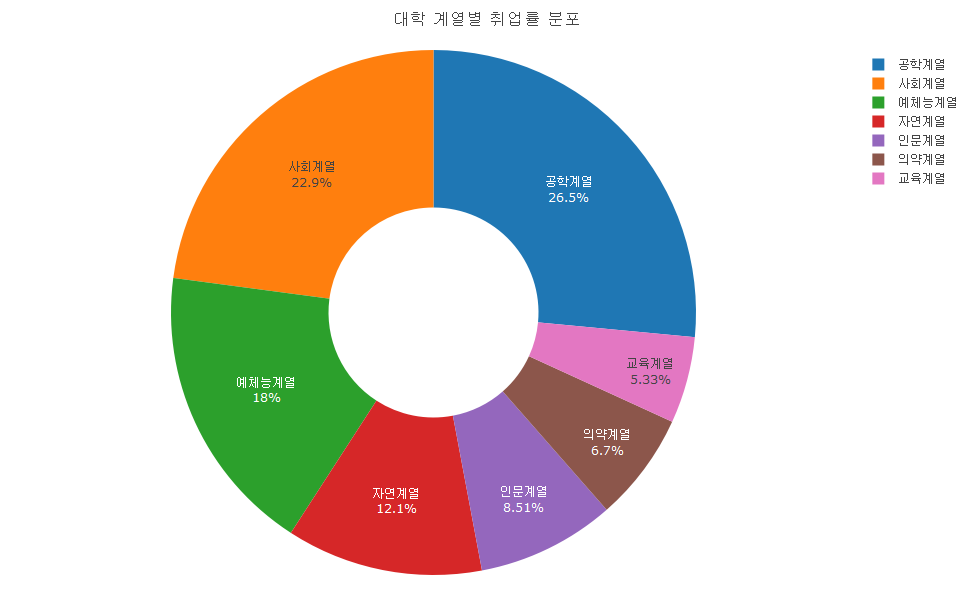 대학 계열별 취업률 분포
공학계열
사회계열
예체능계열
자연계열
인문계열
의약계열
교육계열
사회계열
22.9%
공학계열
26.5%
예체능계열
18%
교육계열
5.33%
의약계열
6.7%
자연계열
12.1%
인문계열
8.51%